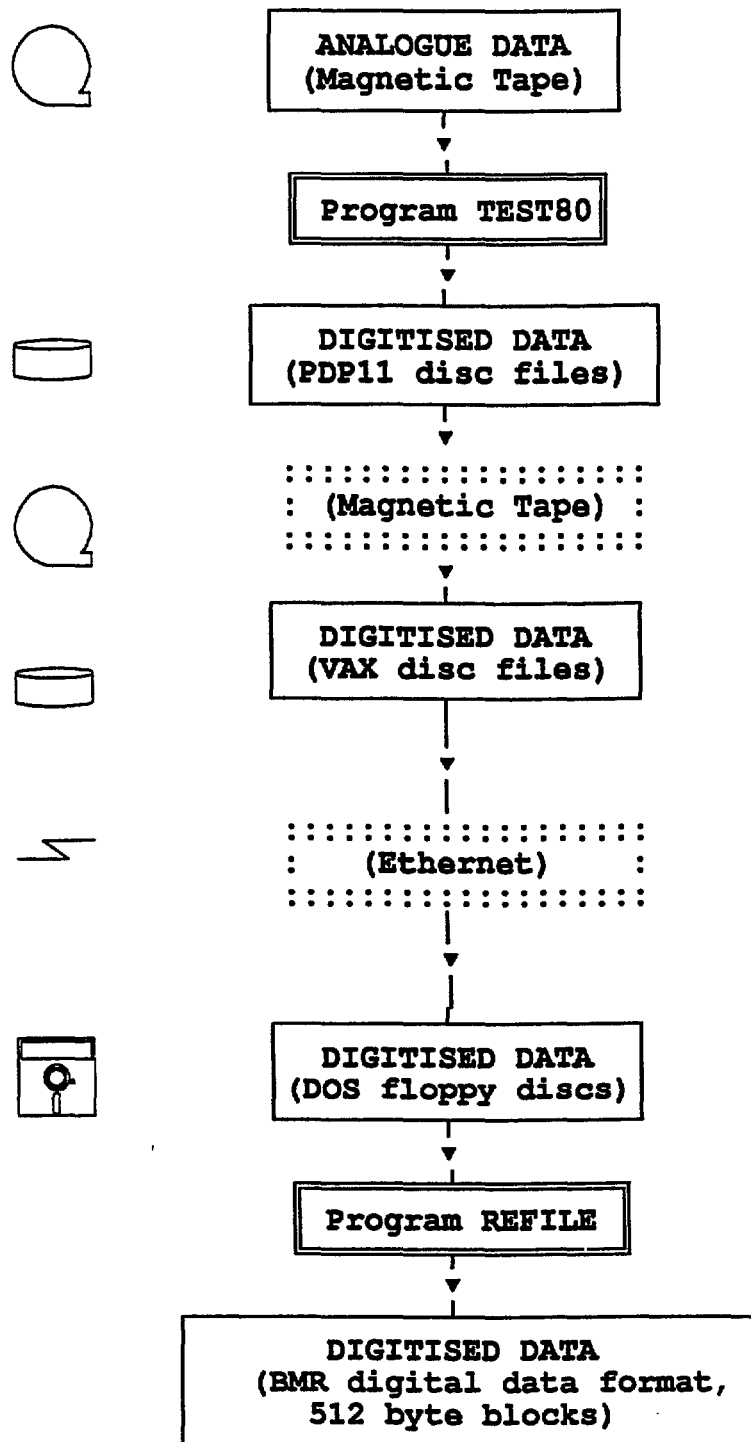 ANALOGUE DATA
(Magnetic Tape)
Program TEST80
DIGITISED DATA
(PDP11 disc files)
(Magnetic Tape)
DIGITISED DATA
(VAX disc files)
(Ethernet)
DIGITISED DATA
(DOS floppy discs)
Program REFILE
DIGITISED DATA
(BMR digital data format,
512 byte blocks)